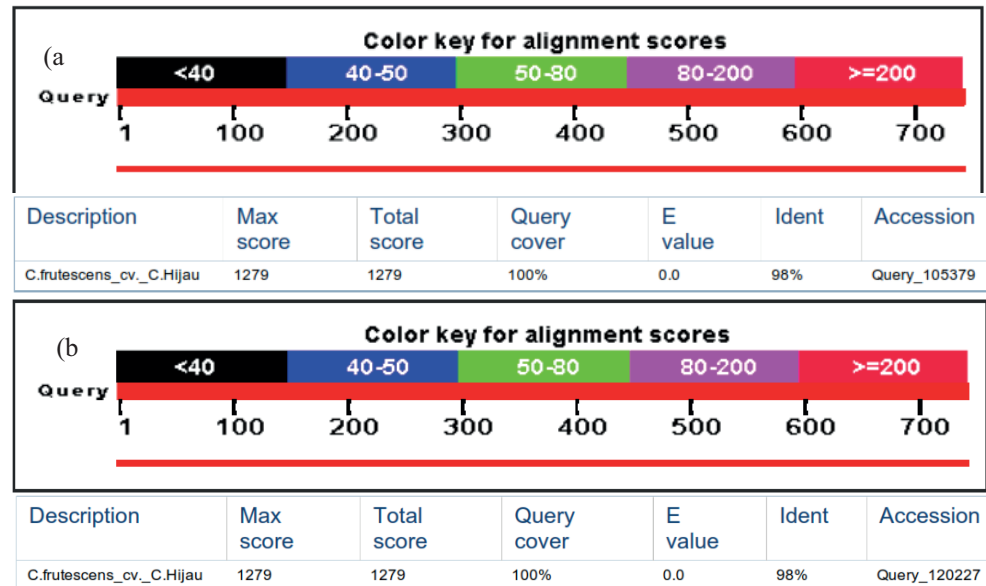 (a
Color key for alignment scores
<40 40-50 50-80 80-200 >=200
Query
1 100 200 300 400 500 600 700
Description Max score Total score Query cover E value Ident Accession
C.frutescens_cv._C.Hijau 1279 1279 100% 0.0 98% Query_105379
(b
Color key for alignment scores
<40 40-50 50-80 80-200 >=200
Query
1 100 200 300 400 500 600 700
Description Max score Total score Query cover E value Ident Accession
C.frutescens_cv._C.Hijau 1279 1279 100% 0.0 98% Query_120227